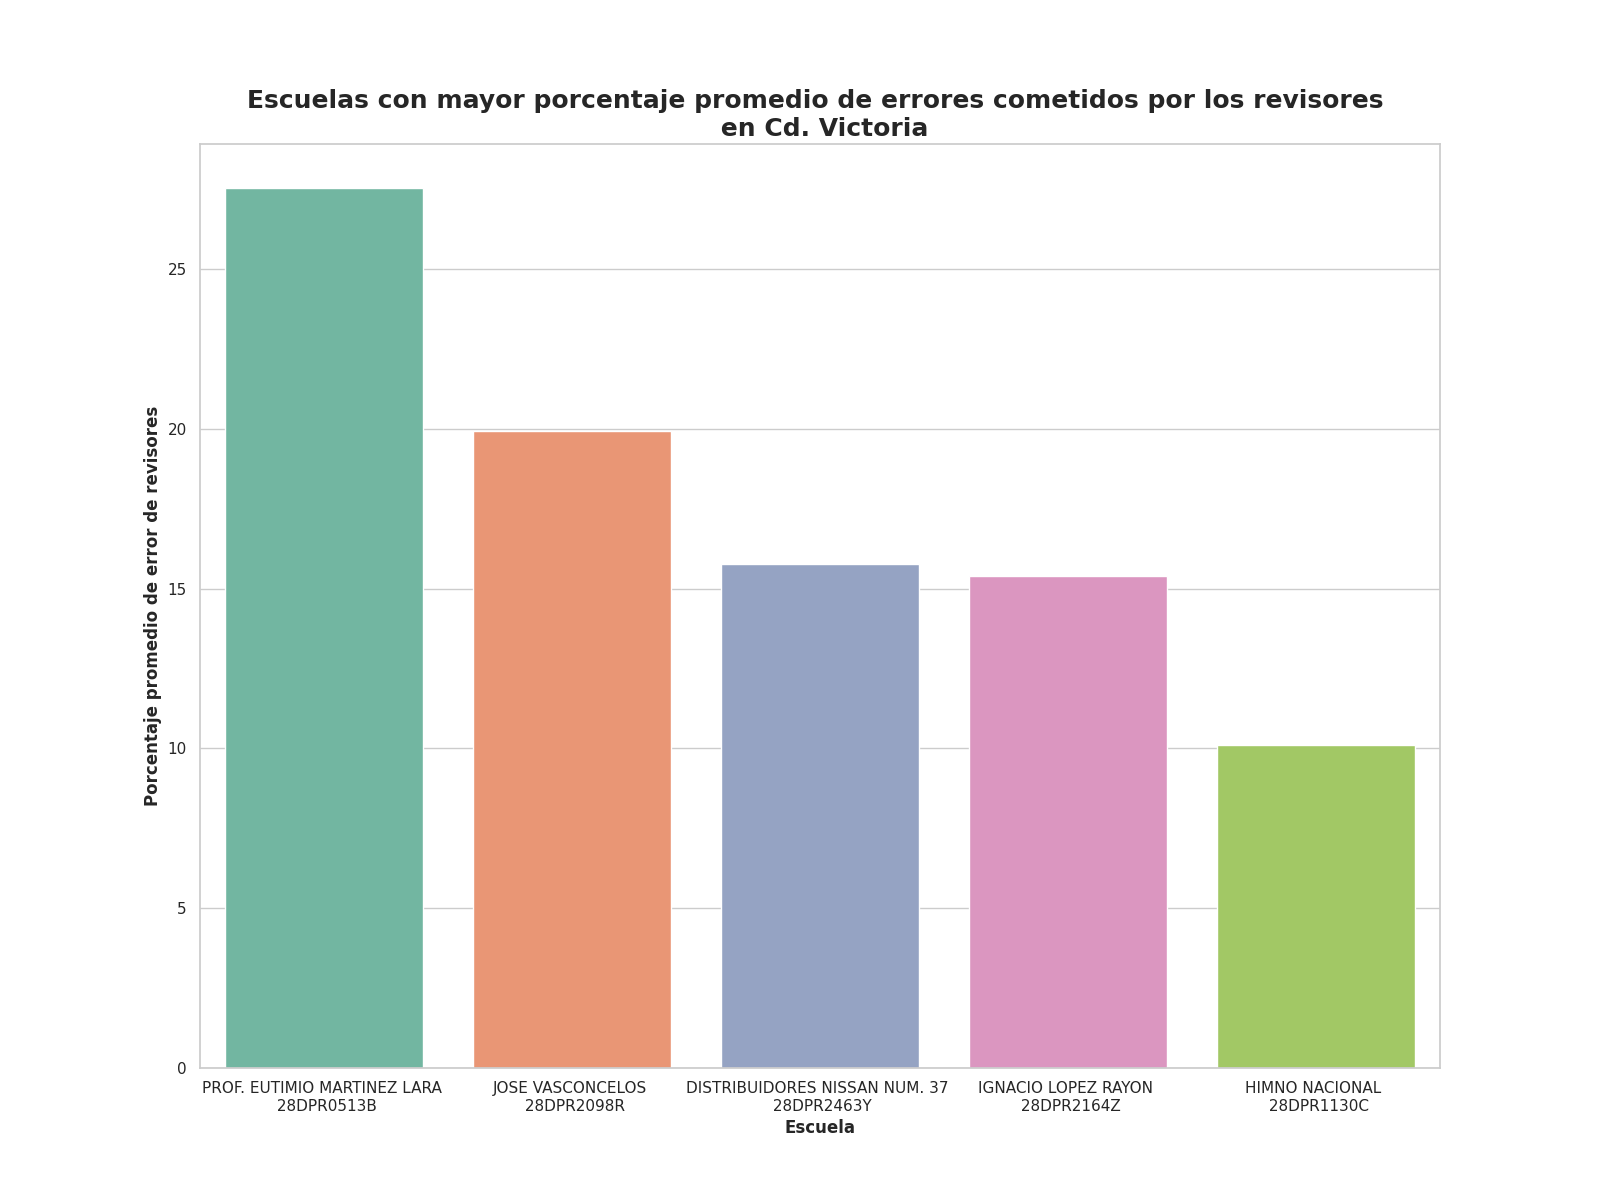 Escuelas con mayor porcentaje promedio de errores cometidos por los revisores
en Cd. Victoria
Porcentaje promedio de error de revisores
25
20
15
10
5
0
PROF. EUTIMIO MARTINEZ LARA
28DPR0513B
JOSE VASCONCELOS
28DPR2098R
DISTRIBUIDORES NISSAN NUM. 37
28DPR2463Y
IGNACIO LOPEZ RAYON
28DPR2164Z
HIMNO NACIONAL
28DPR1130C
Escuela